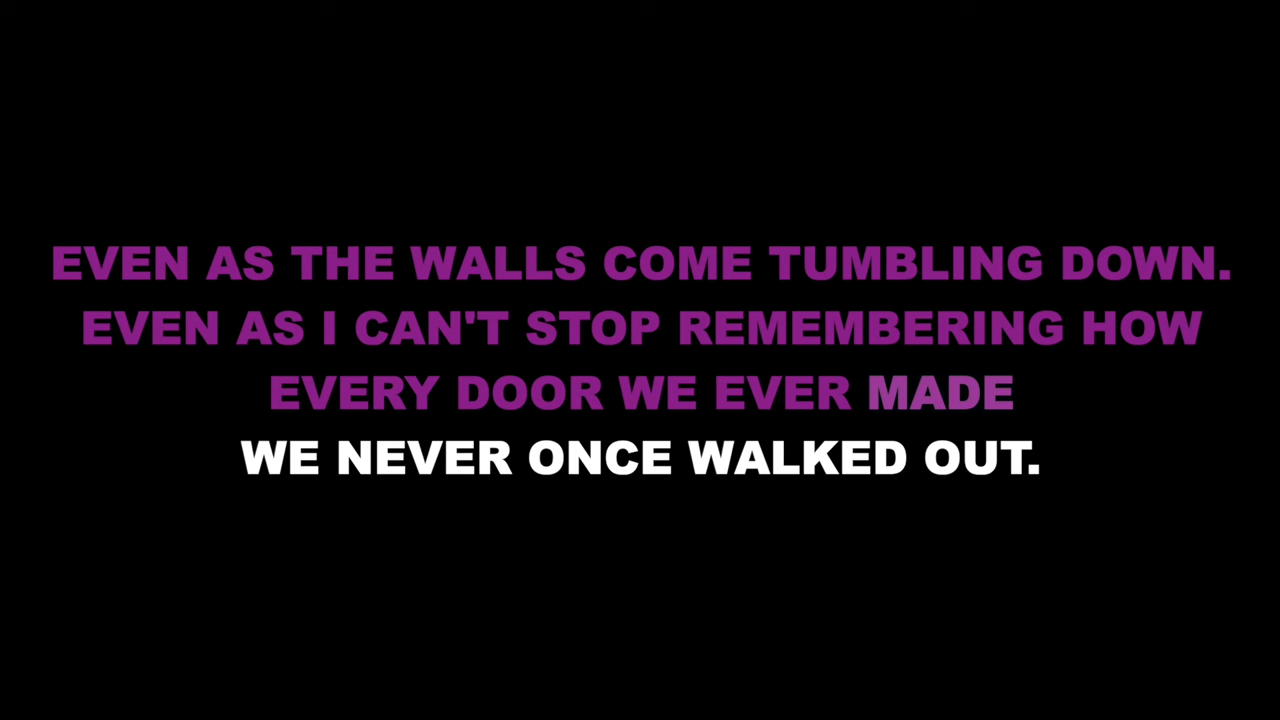 EVEN AS THE WALLS COME TUMBLING DOWN.
EVEN AS I CAN'T STOP REMEMBERING HOW
EVERY DOOR WE EVER MADE
WE NEVER ONCE WALKED OUT.